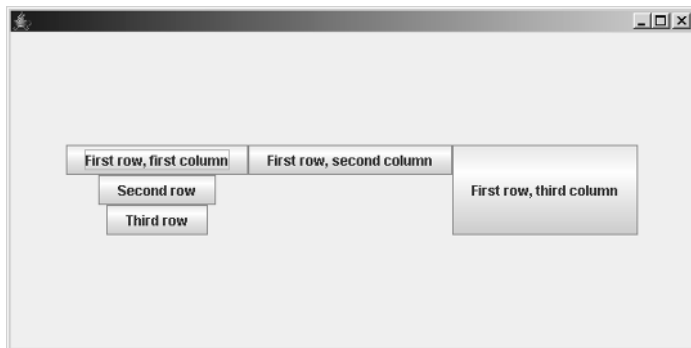 First row, first column
First row, second column
First row, third column
Second row
Third row